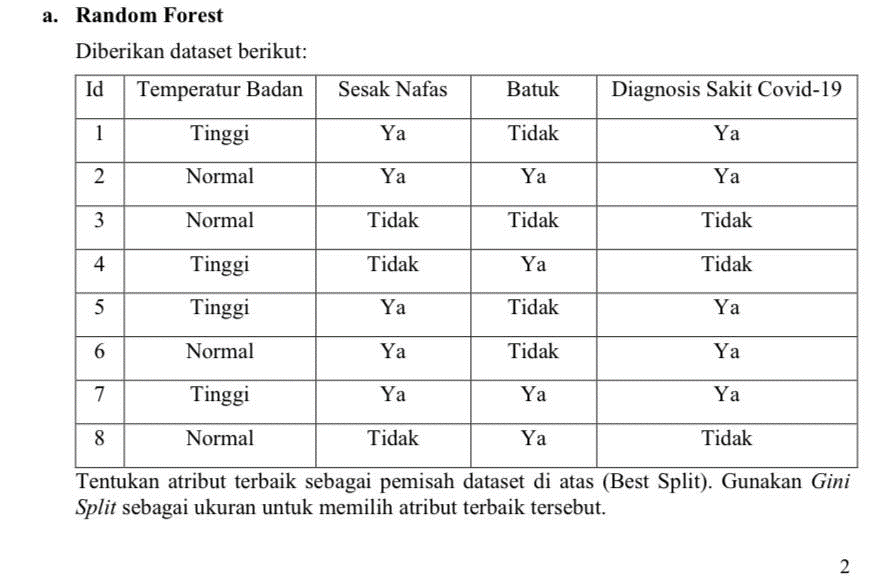 a. Random Forest
Diberikan dataset berikut:
Id Temperatur Badan Sesak Nafas Batuk Diagnosis Sakit Covid-19
1 Tinggi Ya Tidak Ya
2 Normal Ya Ya Ya
3 Normal Tidak Tidak Tidak
4 Tinggi Tidak Ya Tidak
5 Tinggi Ya Tidak Ya
6 Normal Ya Tidak Ya
7 Tinggi Ya Ya Ya
8 Normal Tidak Ya Tidak
Tentukan atribut terbaik sebagai pemisah dataset di atas (Best Split). Gunakan Gini
Split sebagai ukuran untuk memilih atribut terbaik tersebut.
2